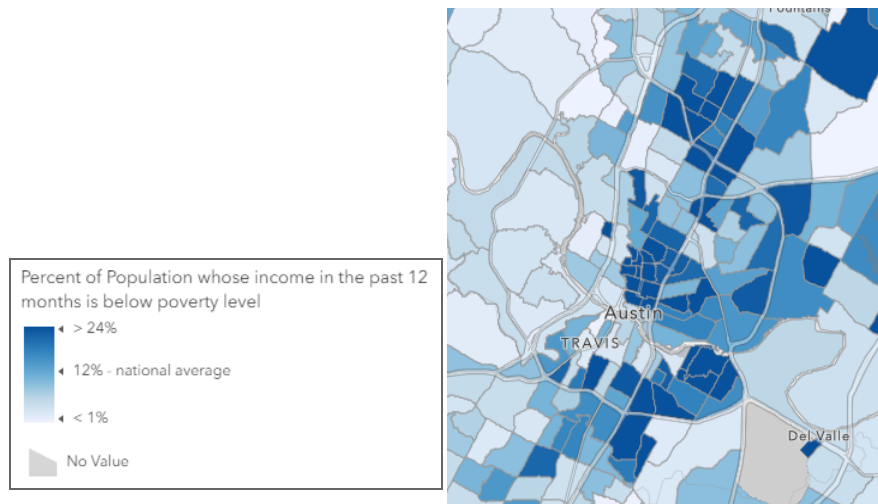 Fountains
Percent of Population whose income in the past 12
months is below poverty level
> 24%
12% - national average
< 1%
No Value
Austin
TRAVIS
Del Valle